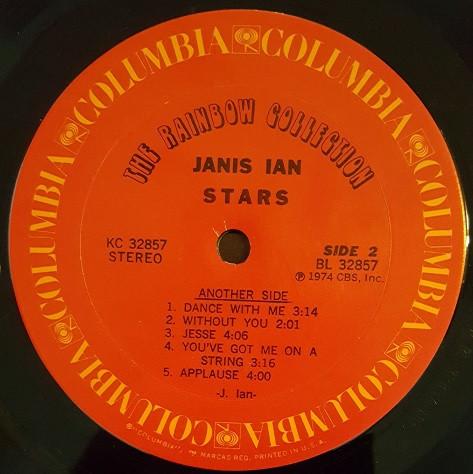 COLUMBIA COLUMBIA COLUMBIA COLUMBIA COLUMBIA COLUMBIA
THE RAINBOW COLLECTION
JANIS IAN
STARS
KC 32857
STEREO
SIDE 2
BL 32857
Ⓟ 1974 CBS, Inc.
ANOTHER SIDE
1. DANCE WITH ME 3:14
2. WITHOUT YOU 2:01
3. JESSE 4:06
4. YOU'VE GOT ME ON A
STRING 3:16
5. APPLAUSE 4:00
-J. Ian-
"COLUMBIA" MARCAS REG. PRINTED IN U.S.A.